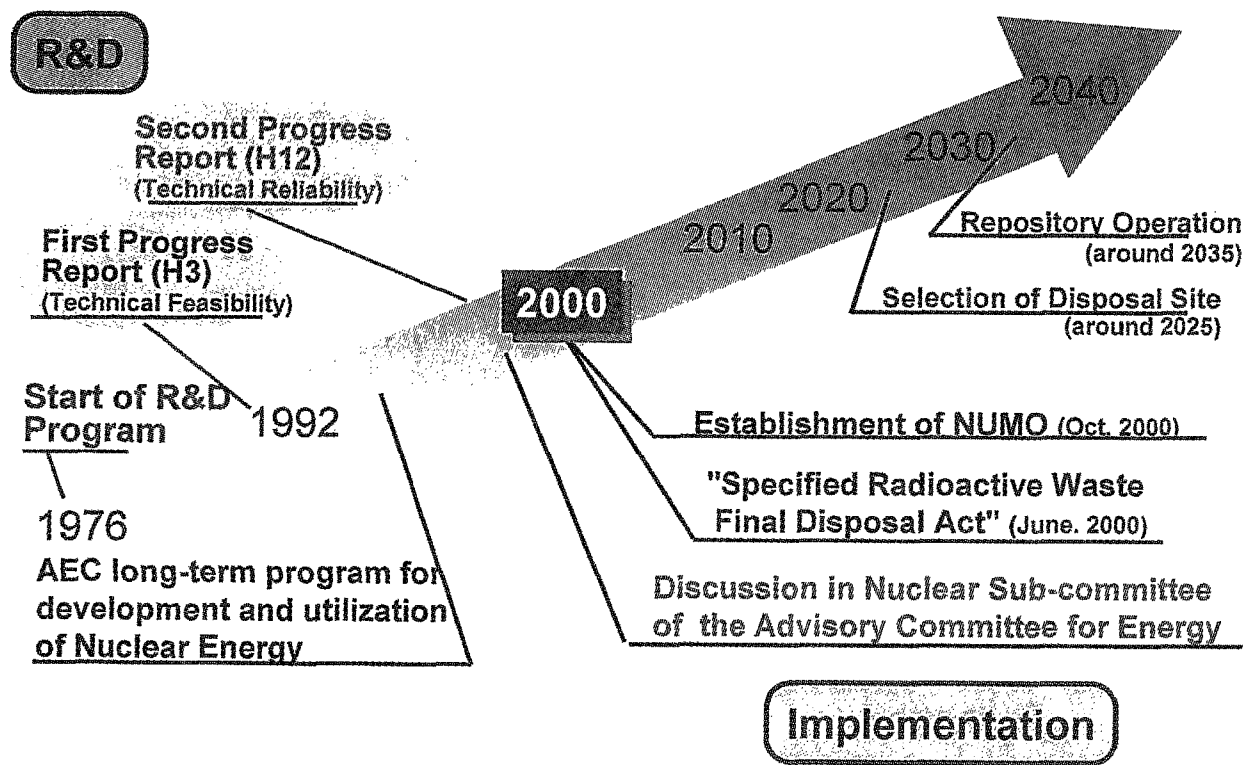 R&D
Second Progress
Report (H12)
(Technical Reliability)
First Progress
Report (H3)
(Technical Feasibility)
Start of R&D
Program
1992
1976
AEC long-term program for
development and utilization
of Nuclear Energy
2000
2010
2020
2030
2040
Repository Operation
(around 2035)
Selection of Disposal Site
(around 2025)
Establishment of NUMO (Oct. 2000)
"Specified Radioactive Waste
Final Disposal Act" (June. 2000)
Discussion in Nuclear Sub-committee
of the Advisory Committee for Energy
Implementation